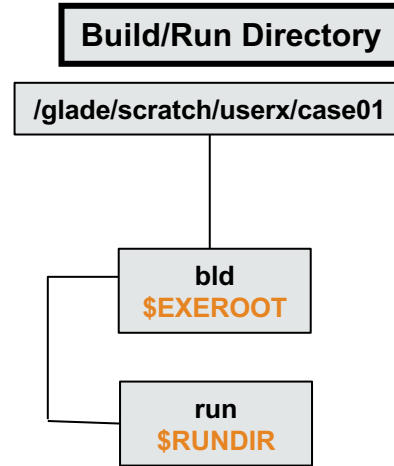 Build/Run Directory
/glade/scratch/userx/case01
bld
$EXEROOT
run
$RUNDIR